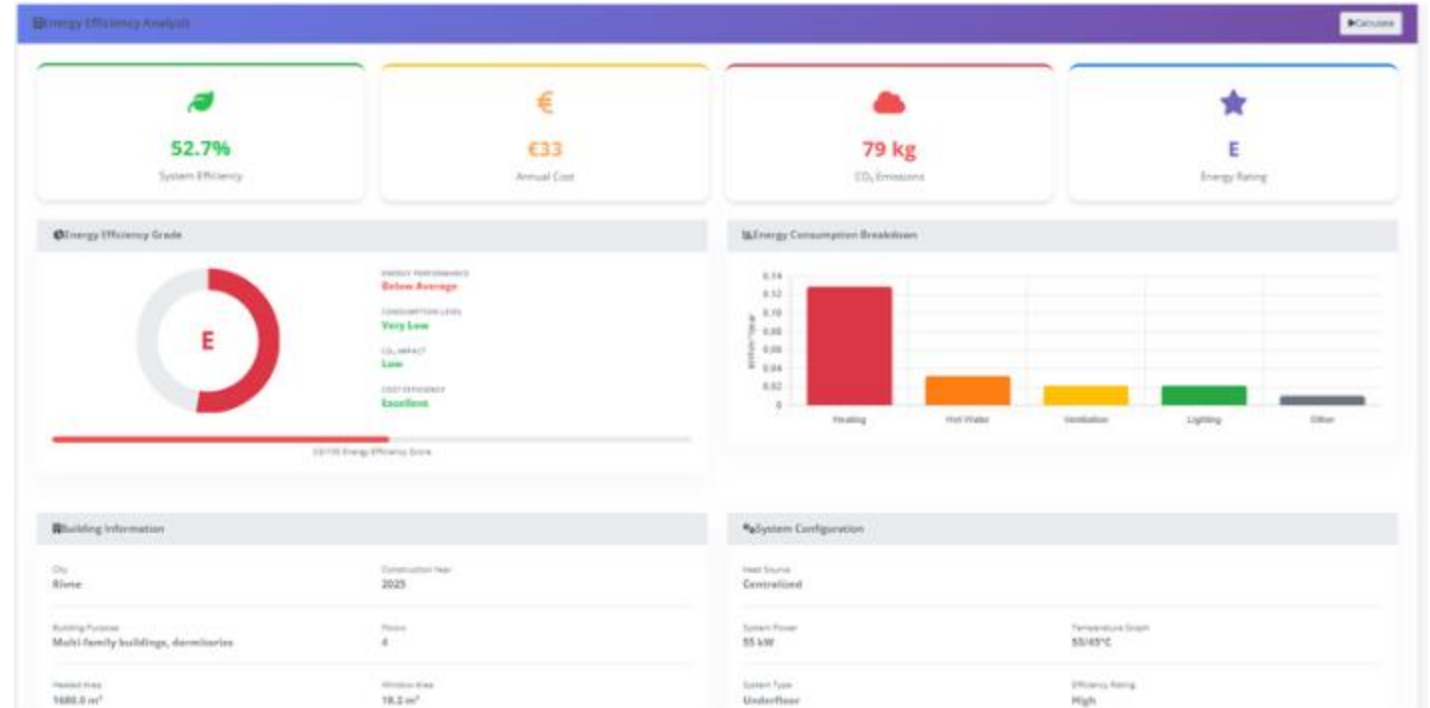 Energy Efficiency Analysis
Calculate
52.7%
System Efficiency
€
€33
Annual Cost
79 kg
CO₂ Emissions
E
Energy Rating
Energy Efficiency Grade
E
ENERGY PERFORMANCE
Below Average
CONSUMPTION LEVEL
Very Low
CO₂ IMPACT
Low
COST EFFICIENCY
Excellent
Energy Efficiency Score
Energy Consumption Breakdown
0.14
0.12
0.10
0.08
0.06
0.04
0.02
0
Heating
Hot Water
Ventilation
Lighting
Other
Building Information
City
Rivne
Construction Year
2025
Building Purpose
Multi-family buildings, dormitories
Floors
4
Heated Area
1680.0 m²
Window Area
18.2 m²
System Configuration
Heat Source
Centralized
System Power
55 kW
Temperature Graph
55/45°C
System Type
Underfloor
Efficiency Rating
High